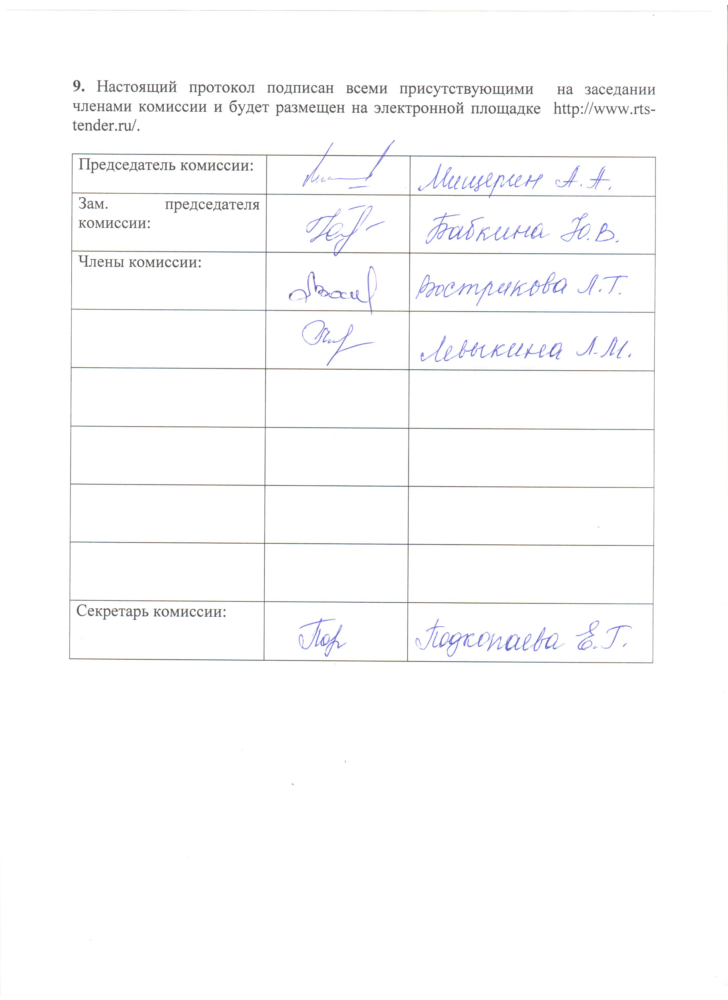 9. Настоящий протокол подписан всеми присутствующими на заседании
членами комиссии и будет размещен на электронной площадке http://www.rts-
tender.ru/.
Председатель комиссии:
Мищерин А.А.
Зам. председателя
комиссии:
Бабкина Ю.В.
Члены комиссии:
Вострикова Л.Т.
Левыкина Л.М.
Секретарь комиссии:
Подкопаева Е.Г.